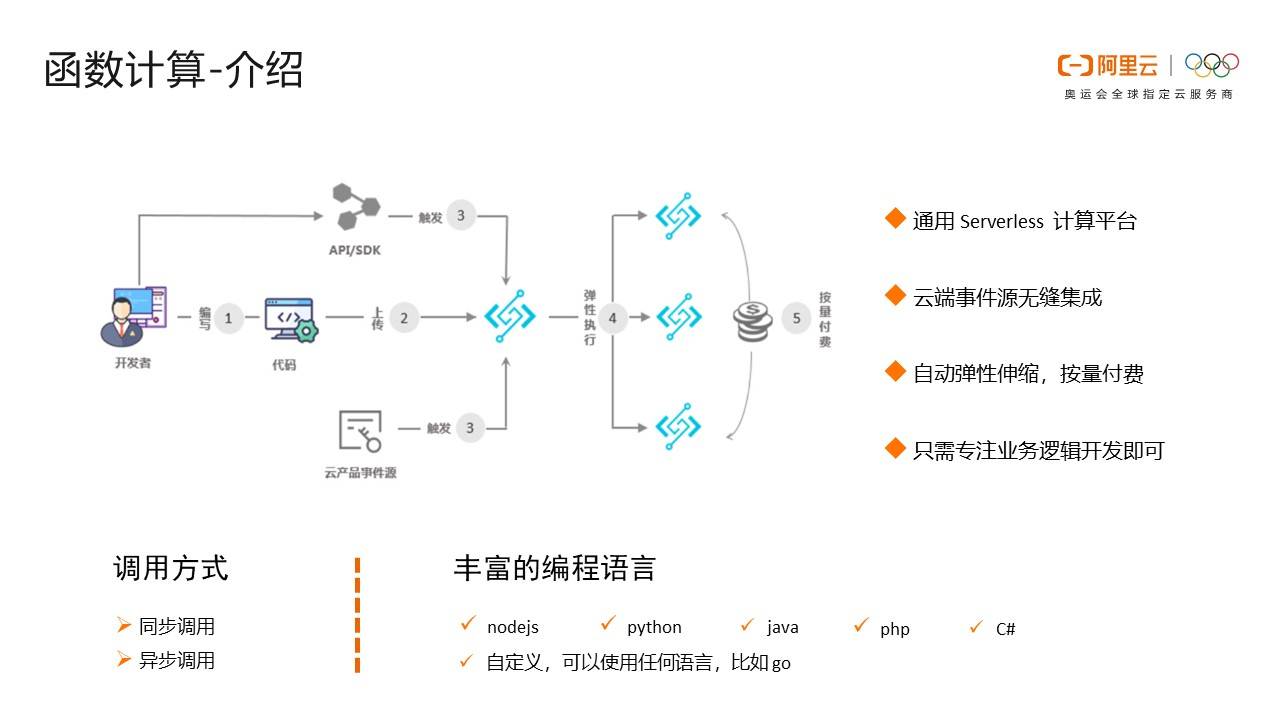 函数计算-介绍
阿里云
奥运会全球指定云服务商
触发 3
API/SDK
开发者
编写 1
代码
上传 2
弹性执行 4
5 按量付费
触发 3
云产品事件源
通用 Serverless 计算平台
云端事件源无缝集成
自动弹性伸缩，按量付费
只需专注业务逻辑开发即可
调用方式
同步调用
异步调用
丰富的编程语言
nodejs python java php C#
自定义，可以使用任何语言，比如 go